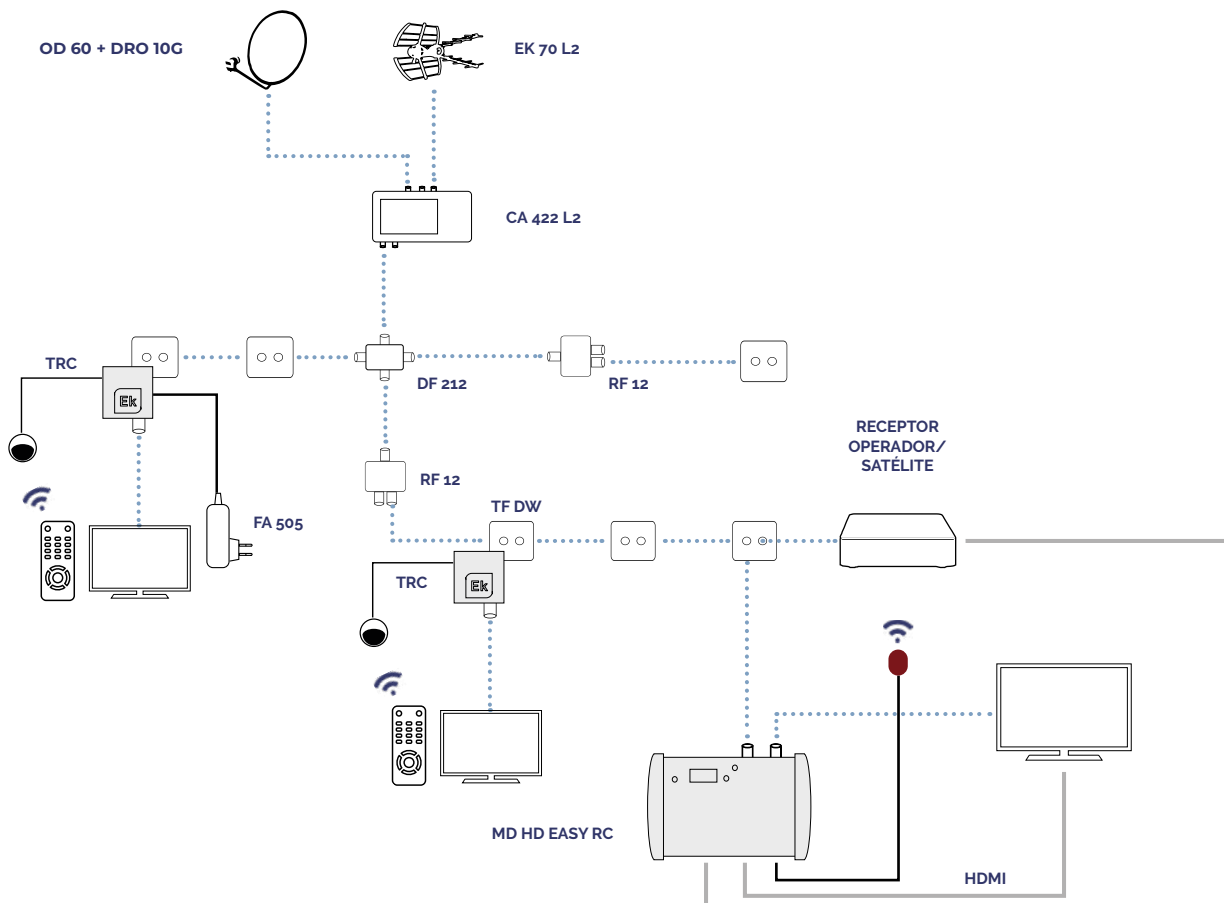 OD 60 + DRO 10G
EK 70 L2
CA 422 L2
TRC
DF 212
RF 12
Ek
RECEPTOR
OPERADOR/
SATÉLITE
RF 12
TF DW
FA 505
TRC
Ek
MD HD EASY RC
HDMI